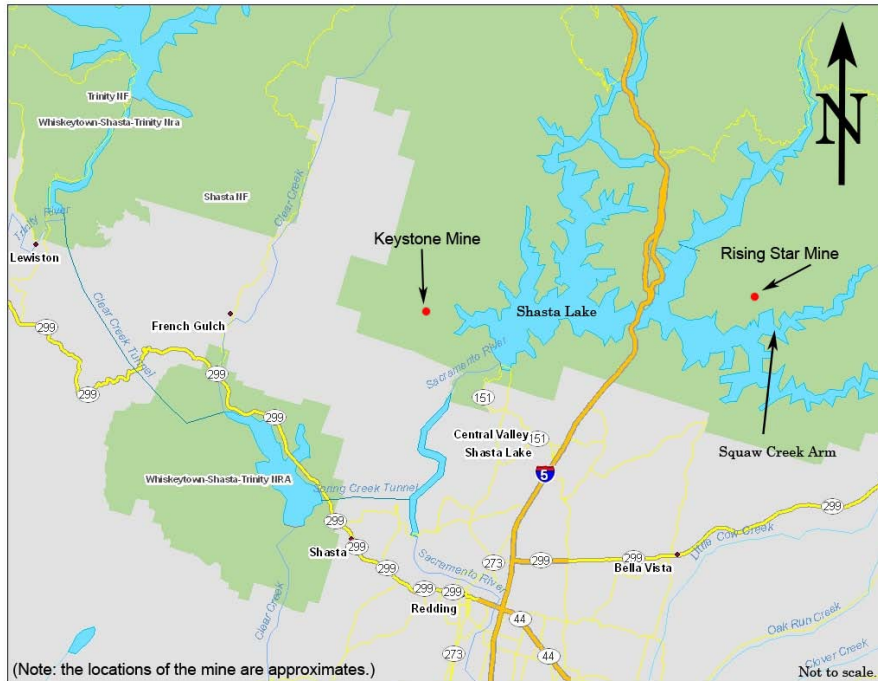 Trinity NF
Whiskeytown-Shasta-Trinity Nra
N
Shasta NF
Clear Creek
Trinity River
Lewiston
Keystone Mine
Rising Star Mine
Shasta Lake
299
French Gulch
Clear Creek Tunnel
Sacramento River
299
299
151
299
Central Valley
151
Shasta Lake
Squaw Creek Arm
5
Whiskeytown-Shasta-Trinity NRA
Spring Creek Tunnel
299
299
Shasta
299
299
273
299
299
Little Cow Creek
Bella Vista
Sacramento River
299
299
Redding
Clear Creek
44
Oak Run Creek
273
44
Clover Creek
(Note: the locations of the mine are approximates.)
Not to scale.